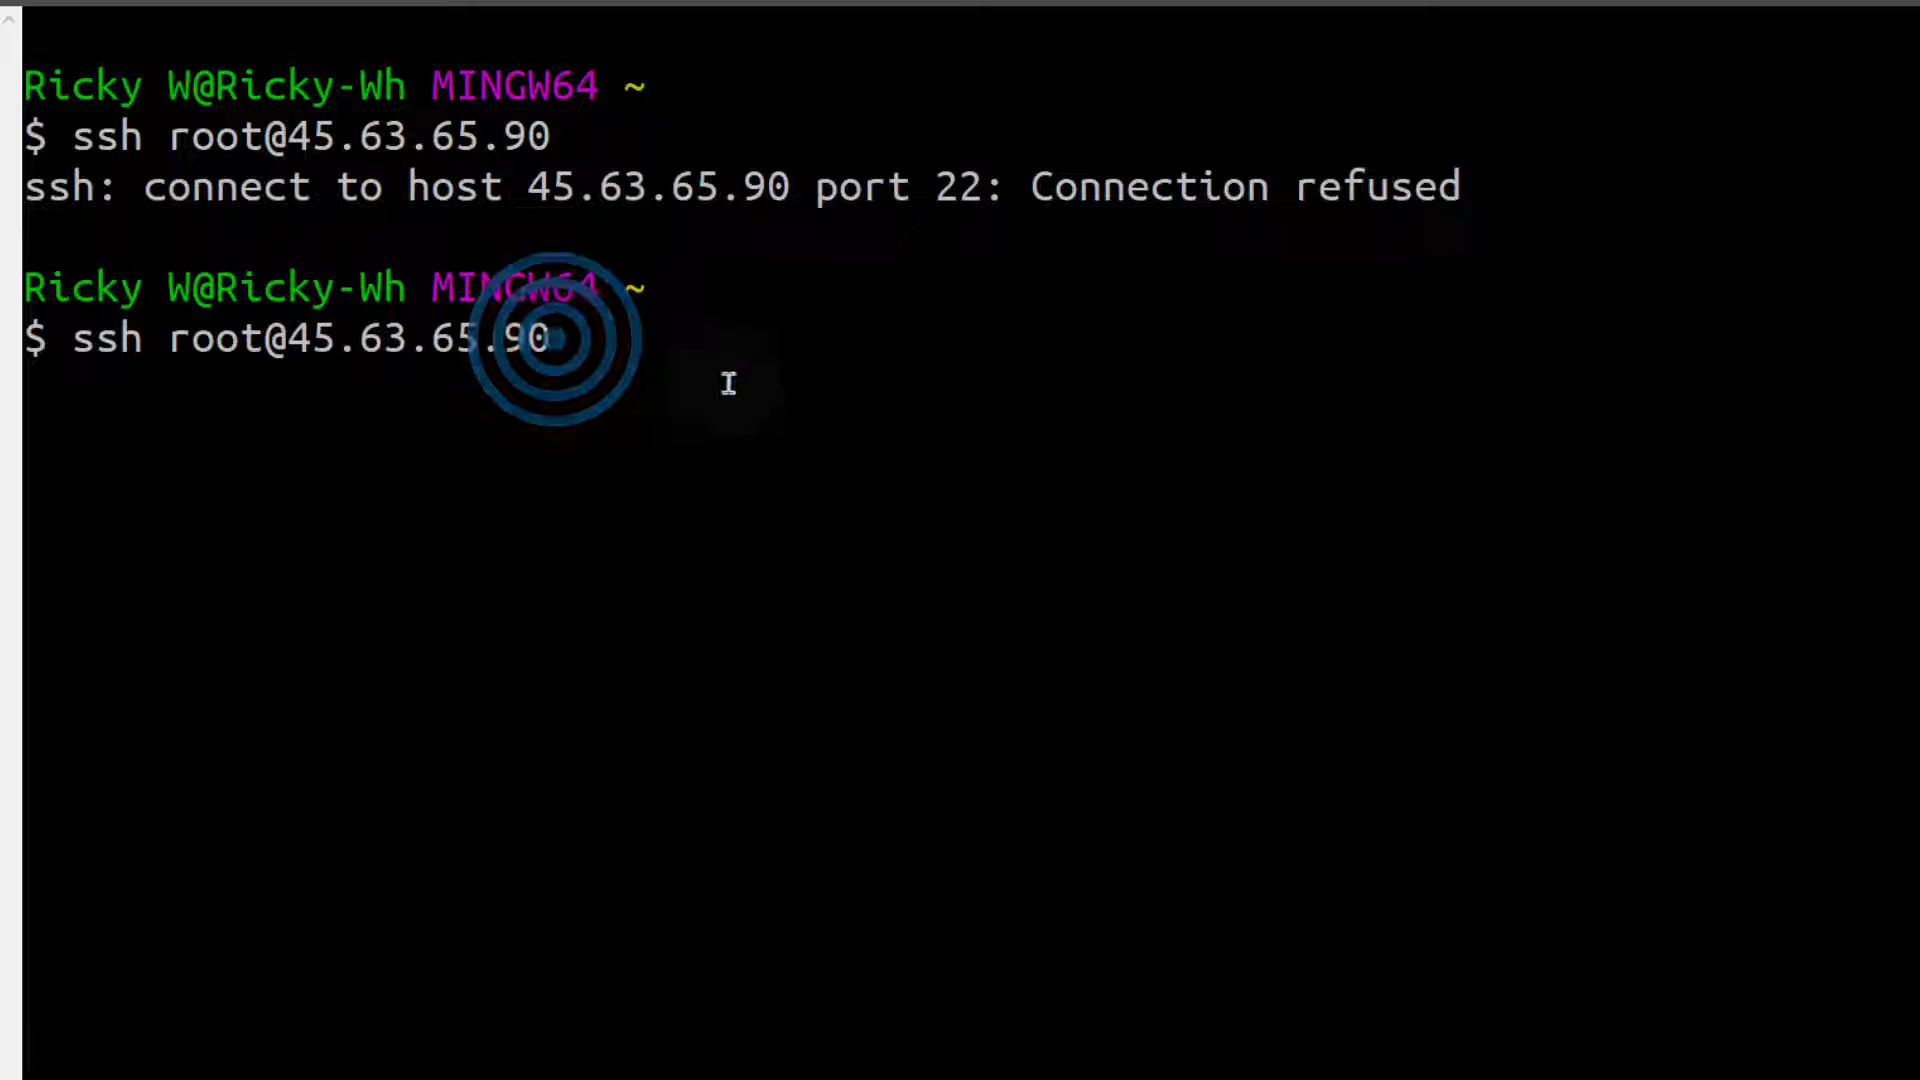 Ricky W@Ricky-Wh MINGW64 ~
$ ssh root@45.63.65.90
ssh: connect to host 45.63.65.90 port 22: Connection refused
Ricky W@Ricky-Wh MINGW64 ~
$ ssh root@45.63.65.90